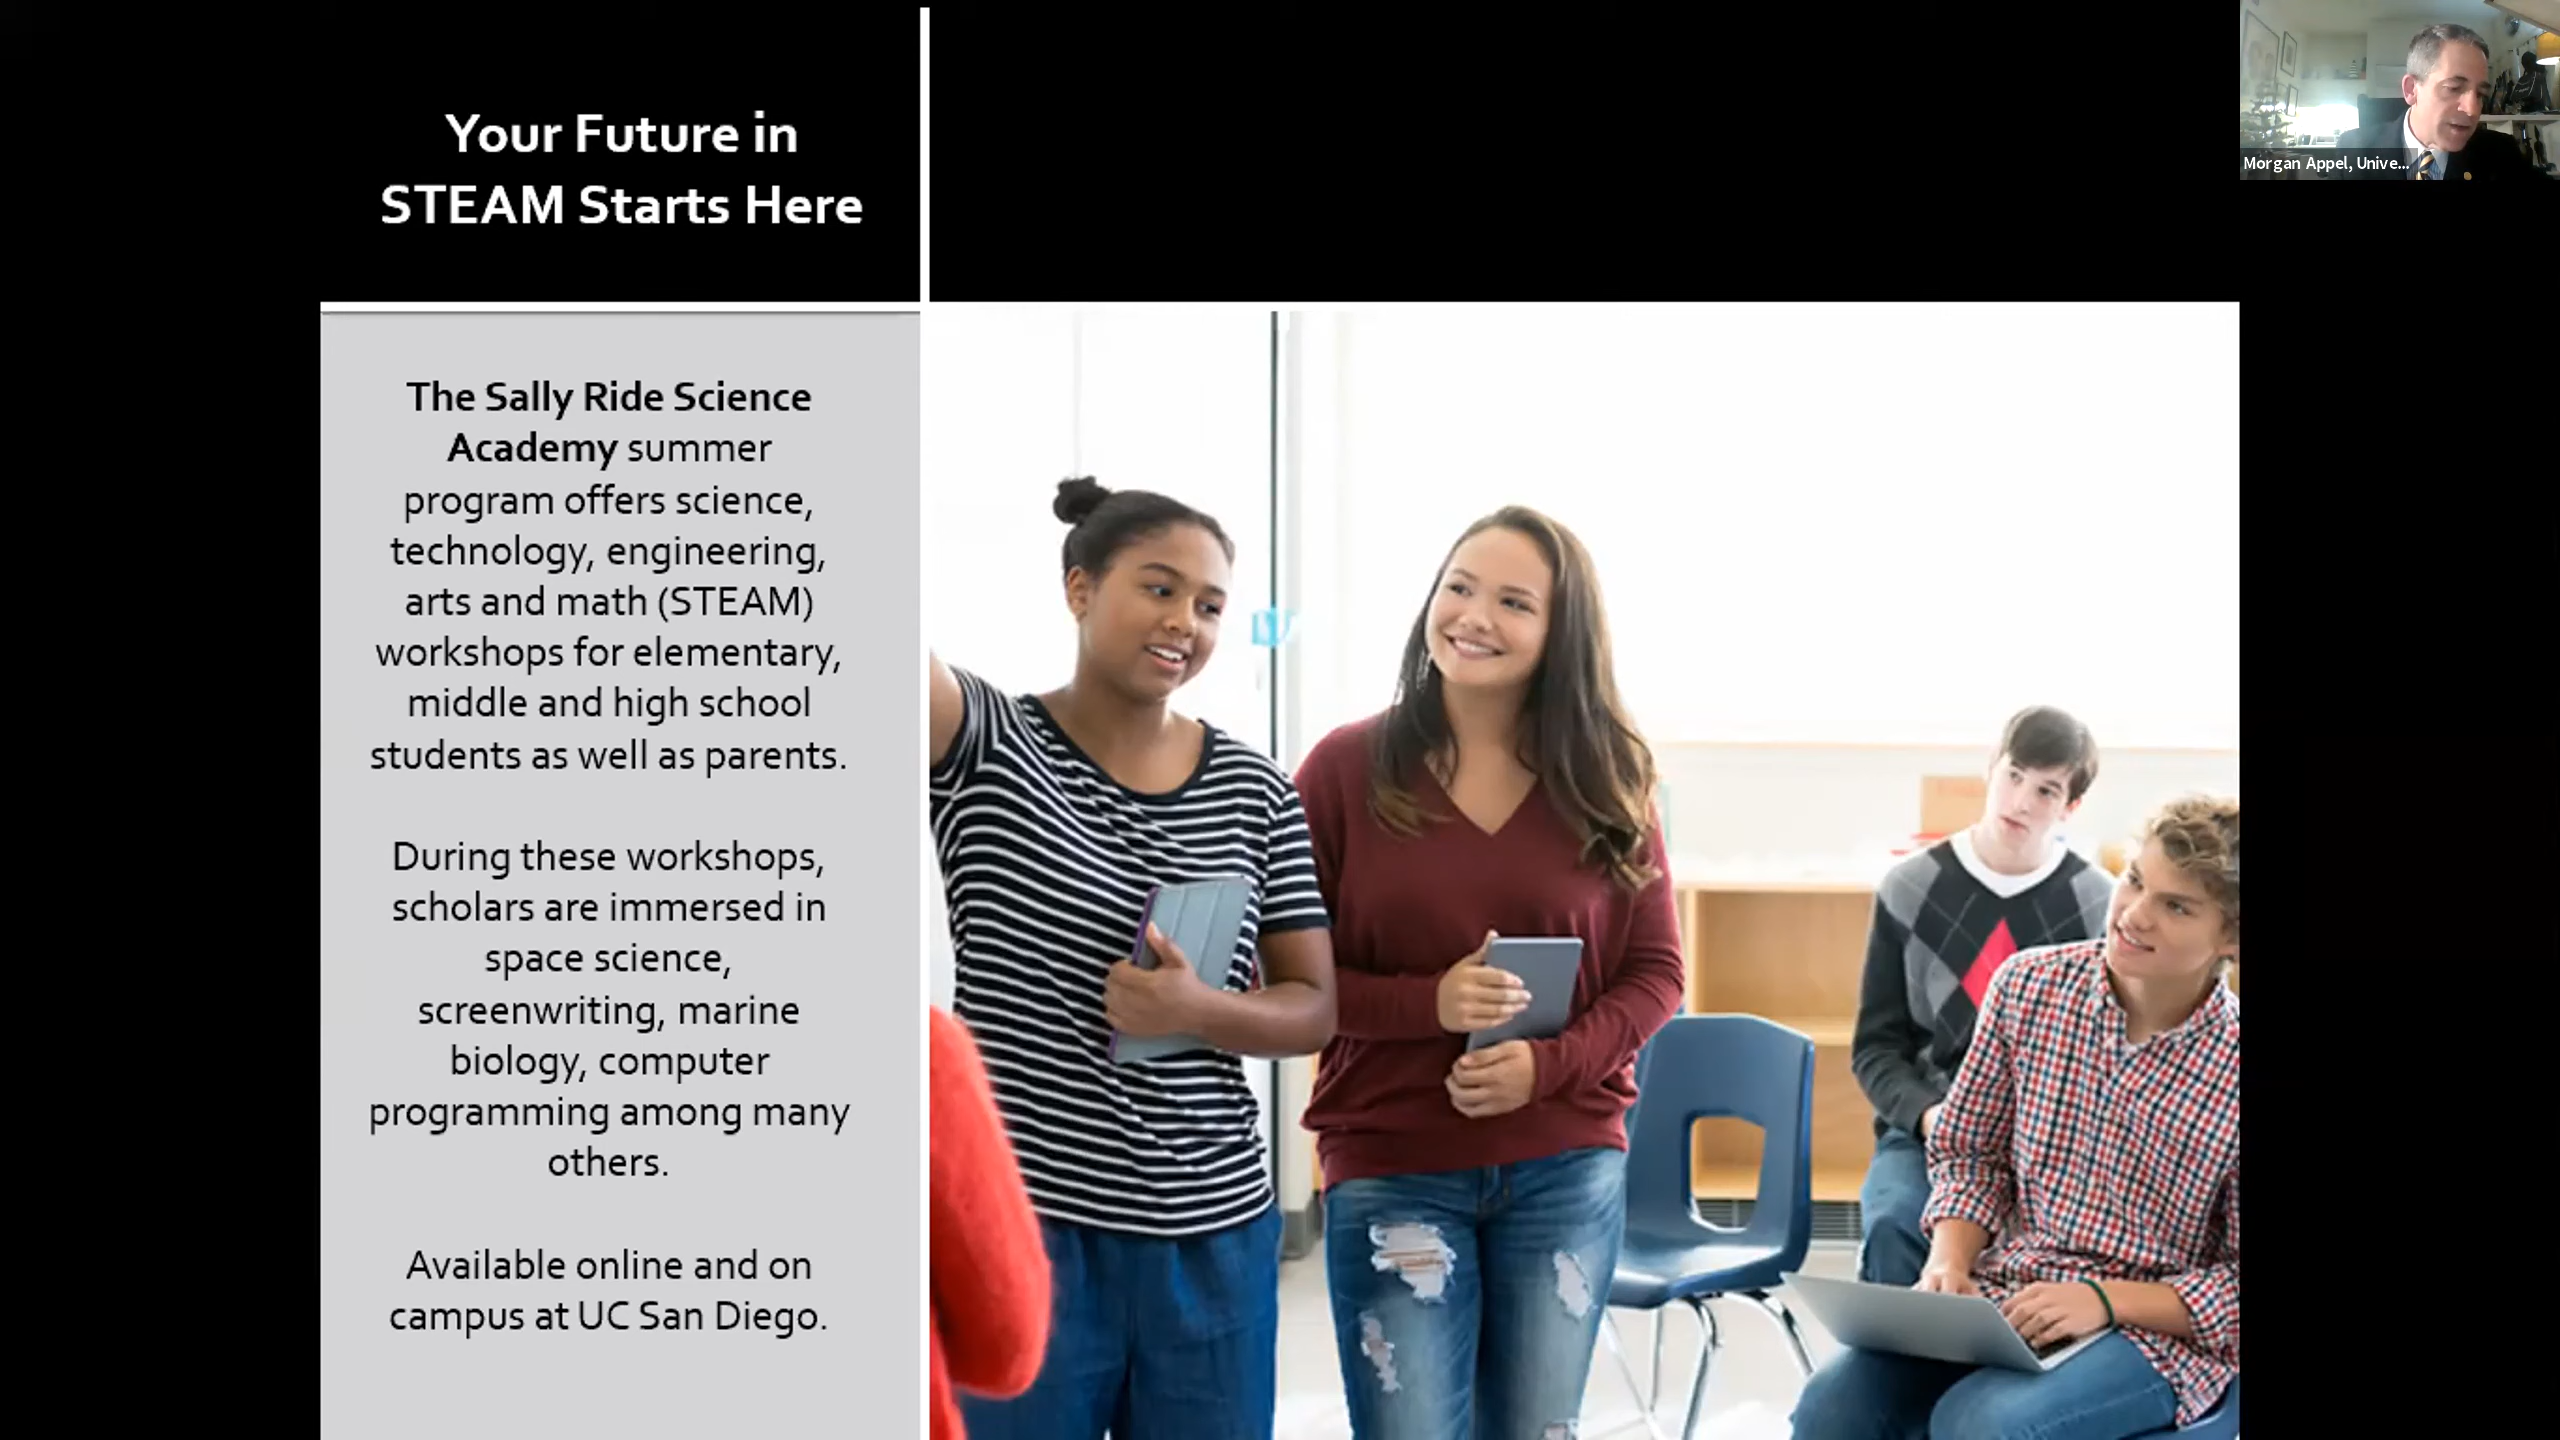 Your Future in
STEAM Starts Here
Morgan Appel, Unive...
The Sally Ride Science
Academy summer
program offers science,
technology, engineering,
arts and math (STEAM)
workshops for elementary,
middle and high school
students as well as parents.
During these workshops,
scholars are immersed in
space science,
screenwriting, marine
biology, computer
programming among many
others.
Available online and on
campus at UC San Diego.